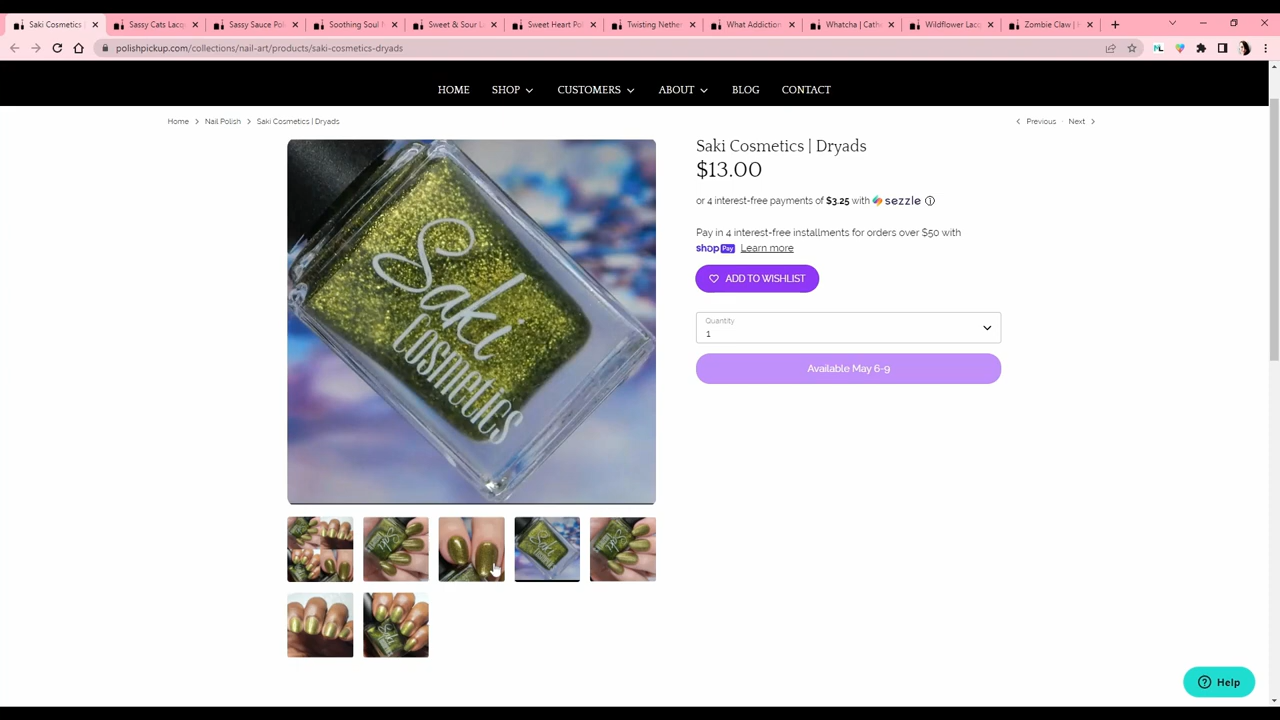 Saki Cosmetics |
Sassy Cats Lacq
Sassy Sauce Pol
Soothing Soul N
Sweet & Sour L
Sweet Heart Po
Twisting Nether
What Addiction
Whatcha | Cath
Wildflower Lacq
Zombie Claw | H
polishpickup.com/collections/nail-art/products/saki-cosmetics-dryads
HOME SHOP CUSTOMERS ABOUT BLOG CONTACT
Home > Nail Polish > Saki Cosmetics | Dryads
< Previous Next >
Saki Cosmetics
Saki Cosmetics | Dryads
$13.00
or 4 interest-free payments of $3.25 with sezzle
Pay in 4 interest-free installments for orders over $50 with
shop Pay Learn more
ADD TO WISHLIST
Quantity
1
Available May 6-9
Help